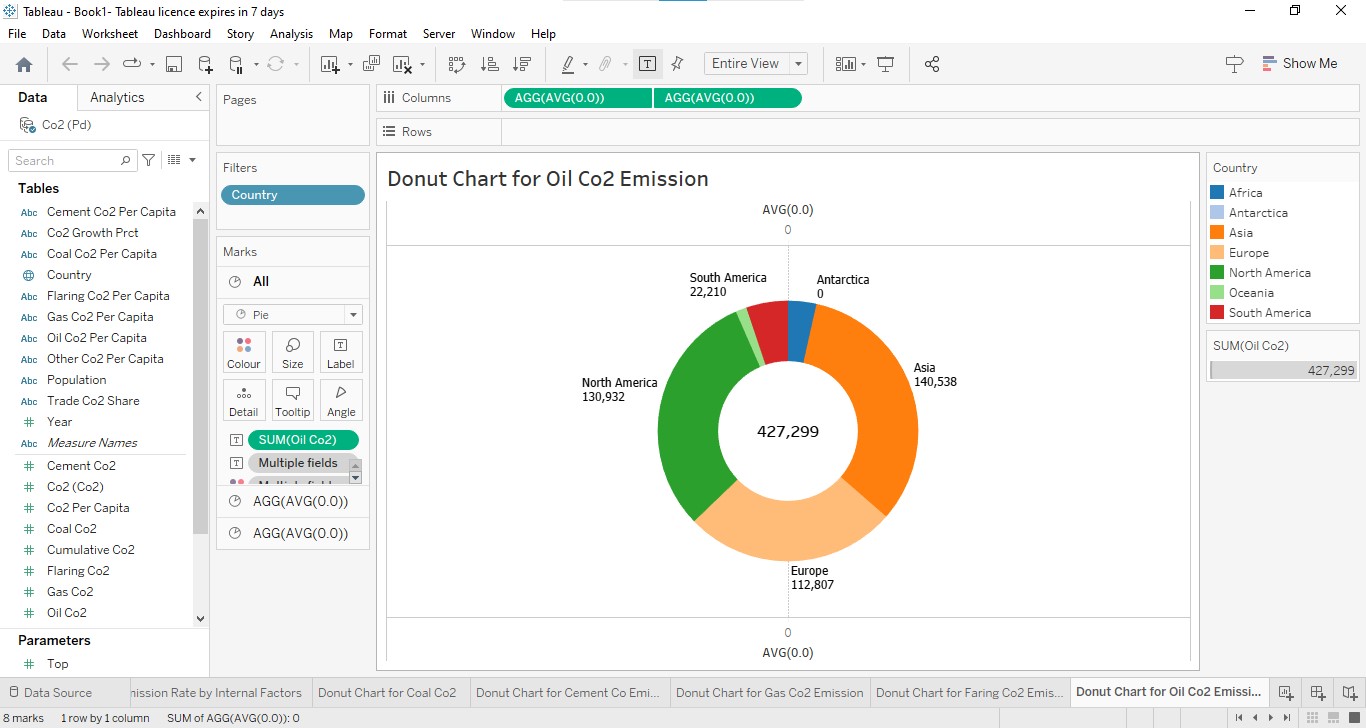 Tableau - Book1- Tableau licence expires in 7 days
File Data Worksheet Dashboard Story Analysis Map Format Server Window Help
Entire View
Show Me
Data Analytics
Co2 (Pd)
Search
Tables
Abc Cement Co2 Per Capita
Abc Co2 Growth Prct
Abc Coal Co2 Per Capita
Country
Abc Flaring Co2 Per Capita
Abc Gas Co2 Per Capita
Abc Oil Co2 Per Capita
Abc Other Co2 Per Capita
Abc Population
Abc Trade Co2 Share
# Year
Abc Measure Names
# Cement Co2
# Co2 (Co2)
# Co2 Per Capita
# Coal Co2
# Cumulative Co2
# Flaring Co2
# Gas Co2
# Oil Co2
Parameters
# Top
Pages
Filters
Country
Marks
All
Pie
Colour Size Label
Detail Tooltip Angle
SUM(Oil Co2)
Multiple fields
AGG(AVG(0.0))
AGG(AVG(0.0))
Columns AGG(AVG(0.0)) AGG(AVG(0.0))
Rows
Donut Chart for Oil Co2 Emission
AVG(0.0)
0
South America
22,210
Antarctica
0
Asia
140,538
North America
130,932
427,299
Europe
112,807
0
AVG(0.0)
Country
Africa
Antarctica
Asia
Europe
North America
Oceania
South America
SUM(Oil Co2)
427,299
Data Source nission Rate by Internal Factors Donut Chart for Coal Co2 Donut Chart for Cement Co Emi... Donut Chart for Gas Co2 Emission Donut Chart for Faring Co2 Emis... Donut Chart for Oil Co2 Emissi...
8 marks 1 row by 1 column SUM of AGG(AVG(0.0)): 0